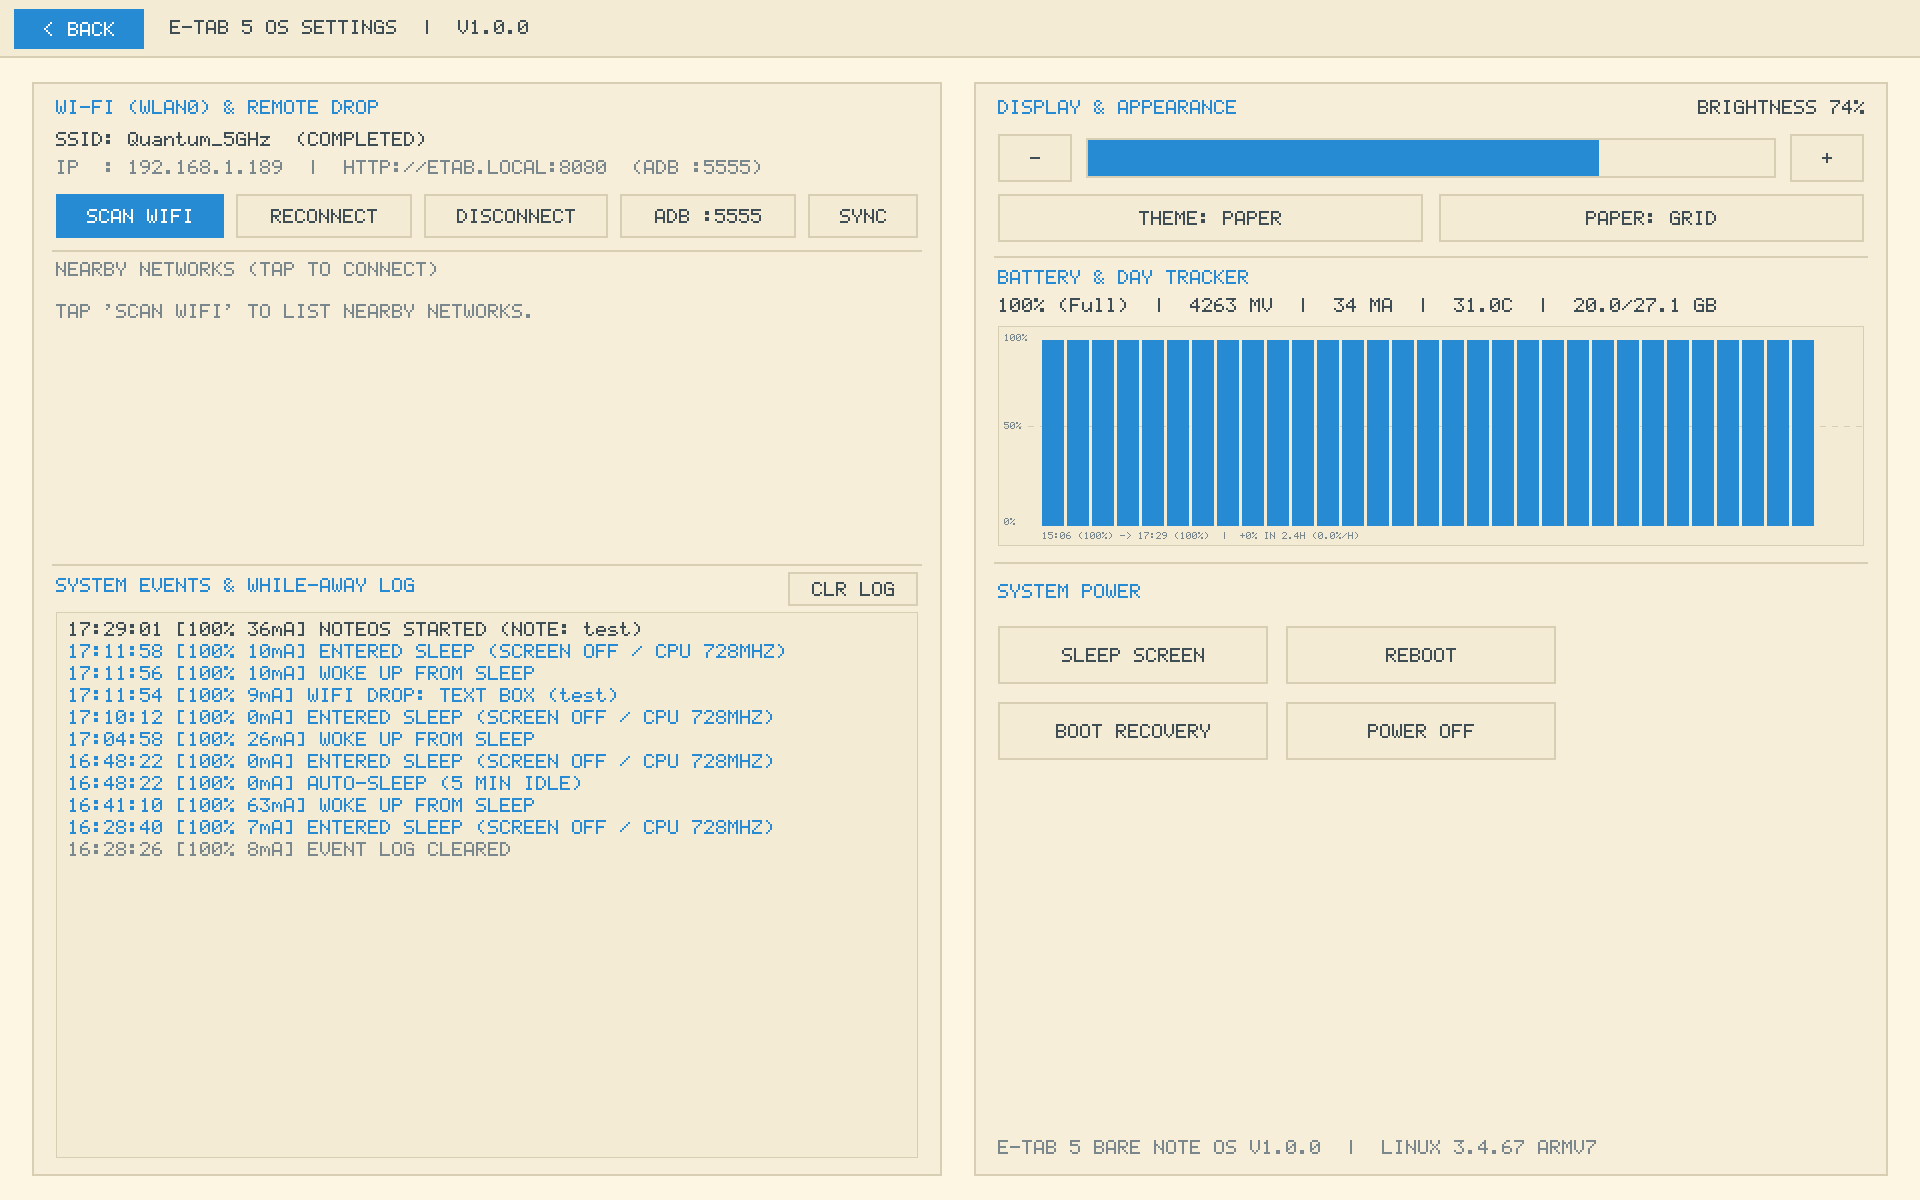 < BACK   E-TAB 5 OS SETTINGS  |  V1.0.0
WI-FI (WLAN0) & REMOTE DROP
SSID: Quantum_5GHz  (COMPLETED)
IP  : 192.168.1.189  |  HTTP://ETAB.LOCAL:8080  (ADB :5555)
SCAN WIFI   RECONNECT   DISCONNECT   ADB :5555   SYNC
NEARBY NETWORKS (TAP TO CONNECT)
TAP 'SCAN WIFI' TO LIST NEARBY NETWORKS.
SYSTEM EVENTS & WHILE-AWAY LOG   CLR LOG
17:29:01 [100% 36mA] NOTEOS STARTED (NOTE: test)
17:11:58 [100% 10mA] ENTERED SLEEP (SCREEN OFF / CPU 728MHZ)
17:11:56 [100% 10mA] WOKE UP FROM SLEEP
17:11:54 [100% 9mA] WIFI DROP: TEXT BOX (test)
17:10:12 [100% 0mA] ENTERED SLEEP (SCREEN OFF / CPU 728MHZ)
17:04:58 [100% 26mA] WOKE UP FROM SLEEP
16:48:22 [100% 0mA] ENTERED SLEEP (SCREEN OFF / CPU 728MHZ)
16:48:22 [100% 0mA] AUTO-SLEEP (5 MIN IDLE)
16:41:10 [100% 63mA] WOKE UP FROM SLEEP
16:28:40 [100% 7mA] ENTERED SLEEP (SCREEN OFF / CPU 728MHZ)
16:28:26 [100% 8mA] EVENT LOG CLEARED
DISPLAY & APPEARANCE   BRIGHTNESS 74%
-   +
THEME: PAPER   PAPER: GRID
BATTERY & DAY TRACKER
100% (Full)  |  4263 MV  |  34 MA  |  31.0C  |  20.0/27.1 GB
100%
50%
0%
15:06 (100%) -> 17:29 (100%)  |  +0% IN 2.4H (0.0%/H)
SYSTEM POWER
SLEEP SCREEN   REBOOT
BOOT RECOVERY   POWER OFF
E-TAB 5 BARE NOTE OS V1.0.0  |  LINUX 3.4.67 ARMV7